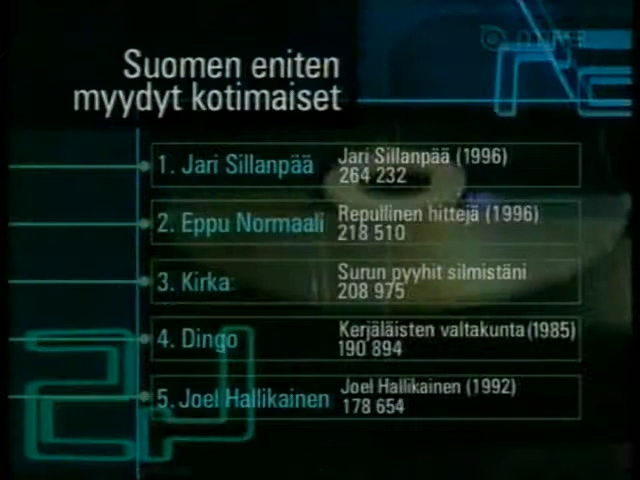 Suomen eniten
myydyt kotimaiset
1. Jari Sillanpää
Jari Sillanpää (1996)
264 232
2. Eppu Normaali
Repullinen hittejä (1996)
218 510
3. Kirka
Surun pyyhit silmistäni
208 975
4. Dingo
Kerjäläisten valtakunta (1985)
190 894
5. Joel Hallikainen
Joel Hallikainen (1992)
178 654